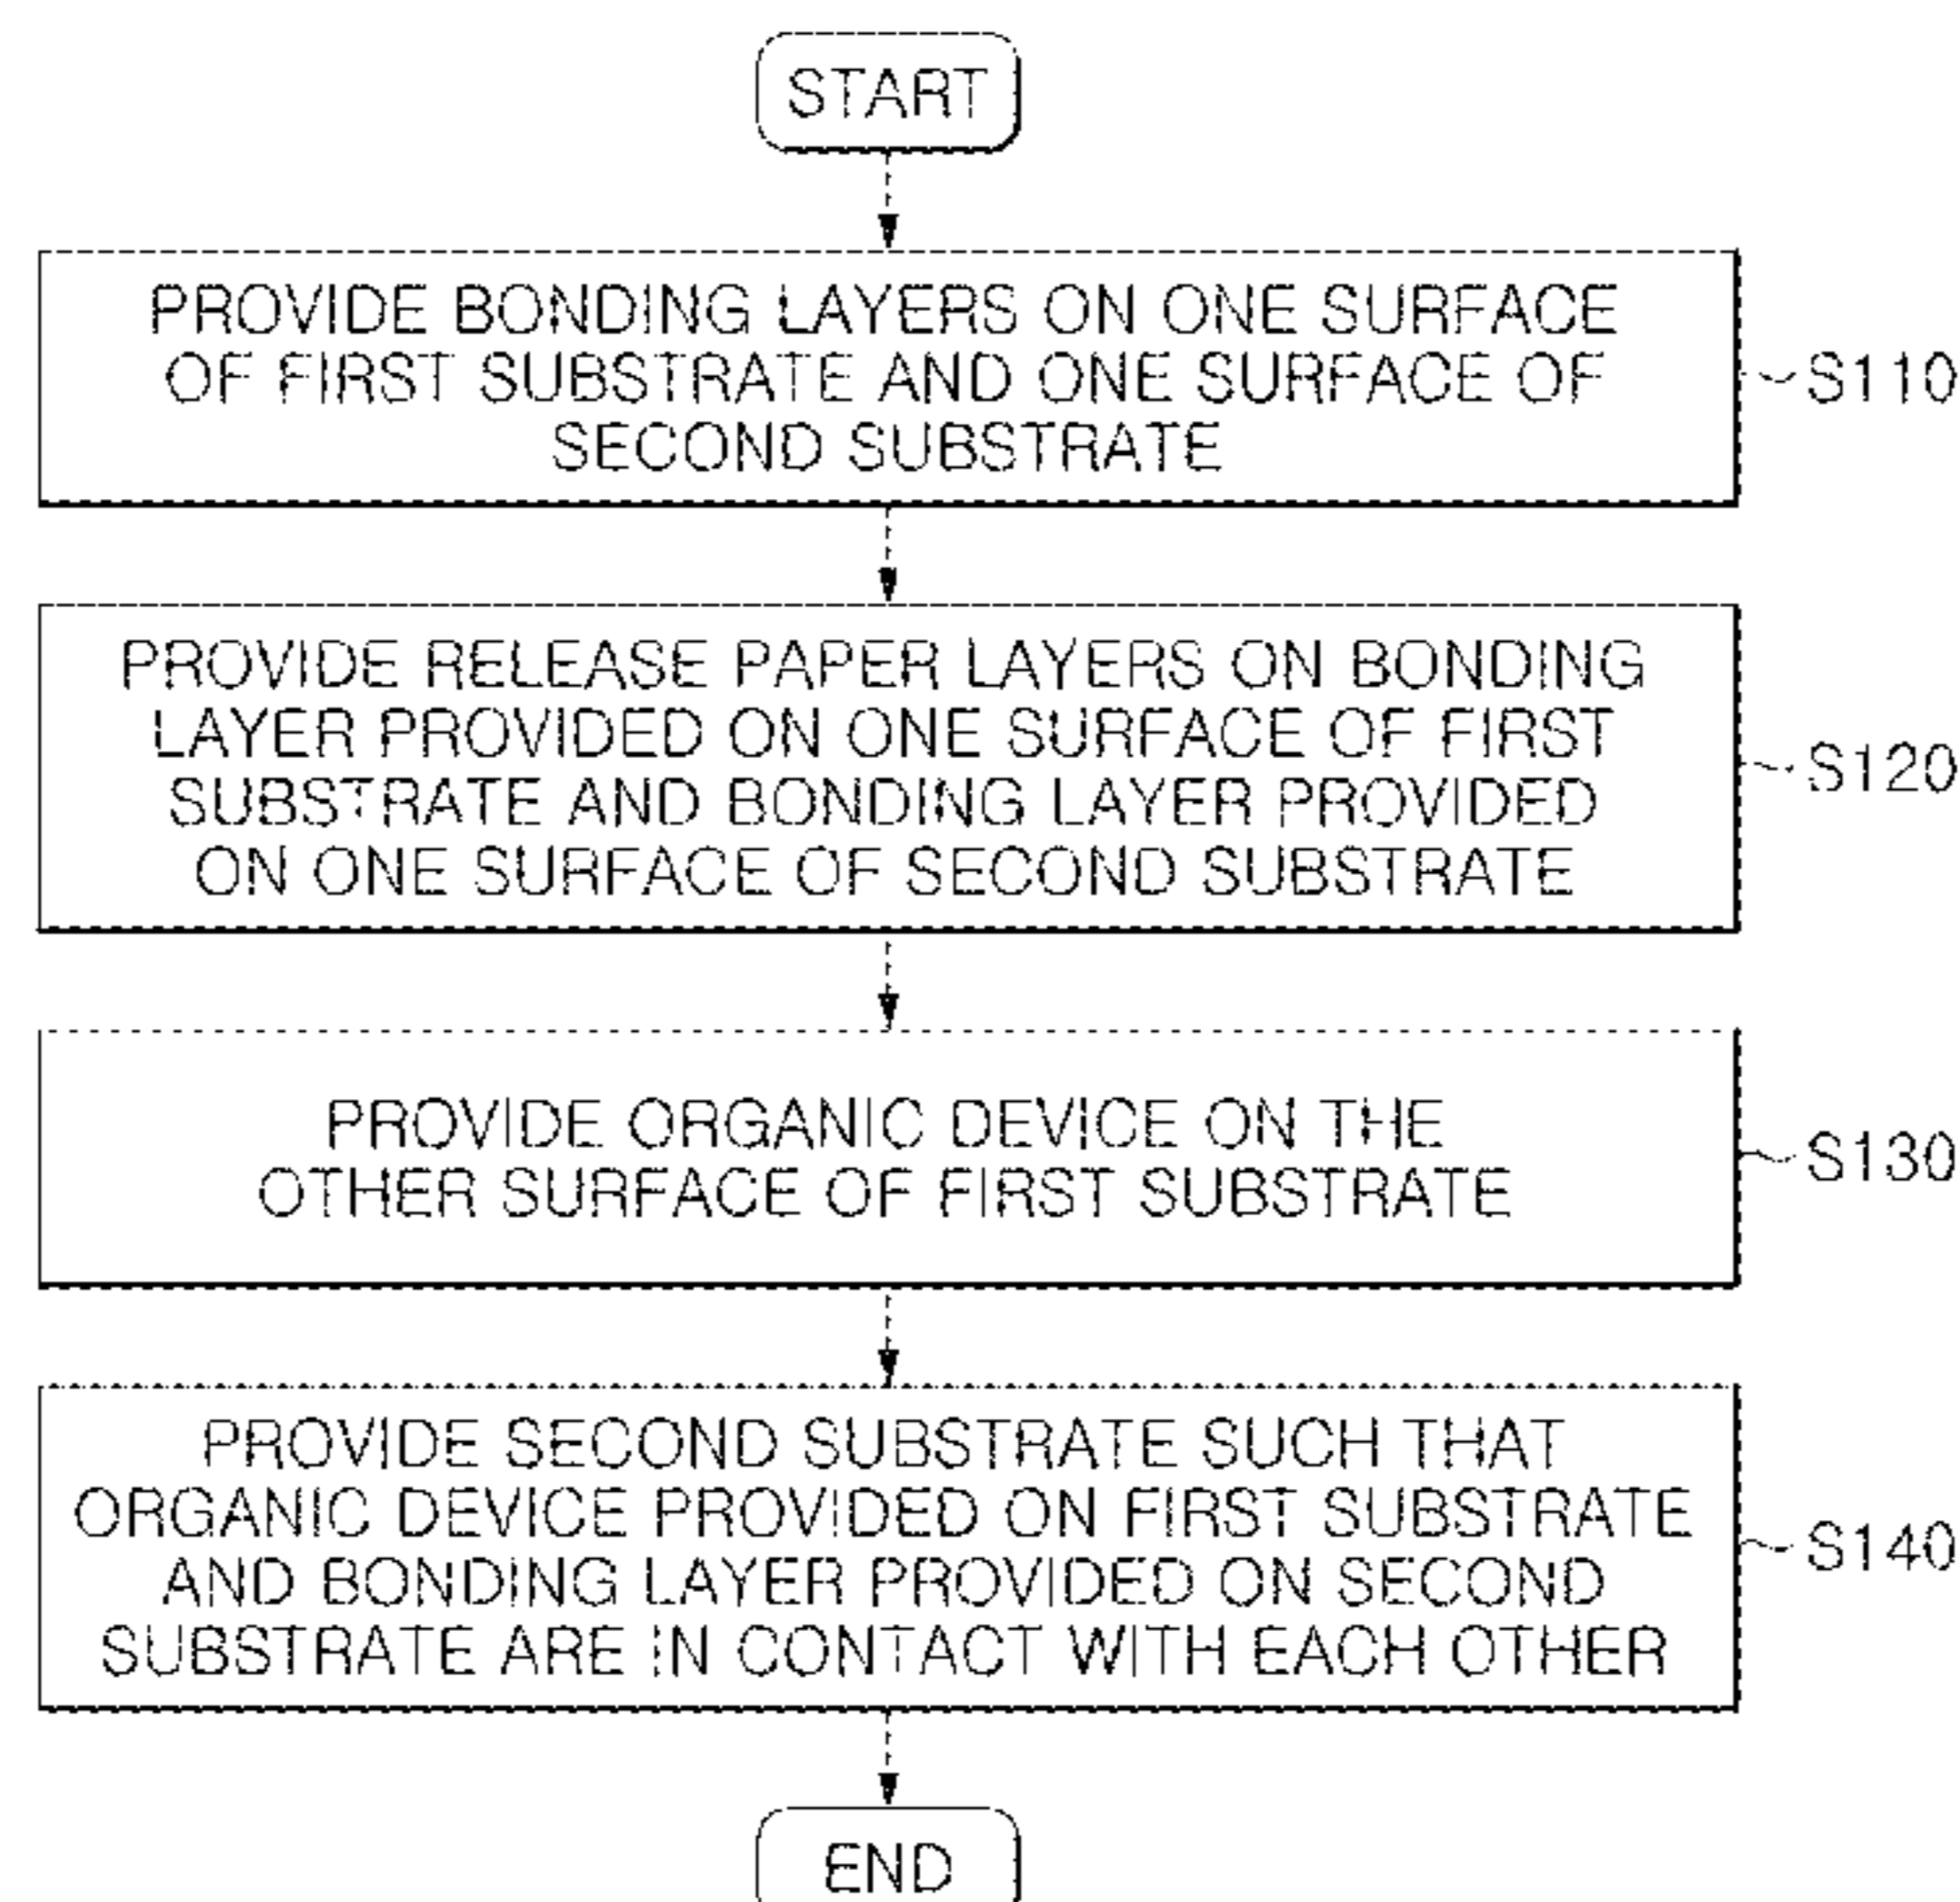 START
PROVIDE BONDING LAYERS ON ONE SURFACE
OF FIRST SUBSTRATE AND ONE SURFACE OF
SECOND SUBSTRATE
S110
PROVIDE RELEASE PAPER LAYERS ON BONDING
LAYER PROVIDED ON ONE SURFACE OF FIRST
SUBSTRATE AND BONDING LAYER PROVIDED
ON ONE SURFACE OF SECOND SUBSTRATE
S120
PROVIDE ORGANIC DEVICE ON THE
OTHER SURFACE OF FIRST SUBSTRATE
S130
PROVIDE SECOND SUBSTRATE SUCH THAT
ORGANIC DEVICE PROVIDED ON FIRST SUBSTRATE
AND BONDING LAYER PROVIDED ON SECOND
SUBSTRATE ARE IN CONTACT WITH EACH OTHER
S140
END